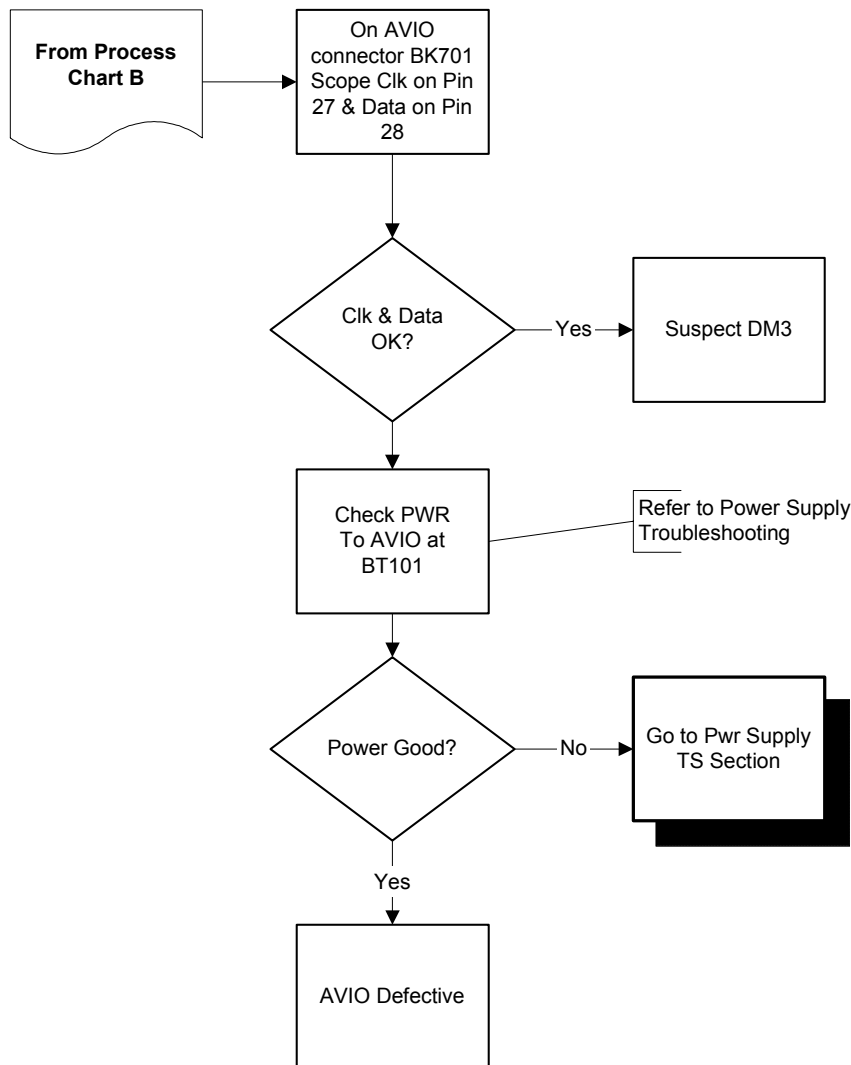 From Process
Chart B
On AVIO
connector BK701
Scope Clk on Pin
27 & Data on Pin
28
Clk & Data
OK?
Yes
Suspect DM3
Check PWR
To AVIO at
BT101
Refer to Power Supply
Troubleshooting
Power Good?
No
Go to Pwr Supply
TS Section
Yes
AVIO Defective